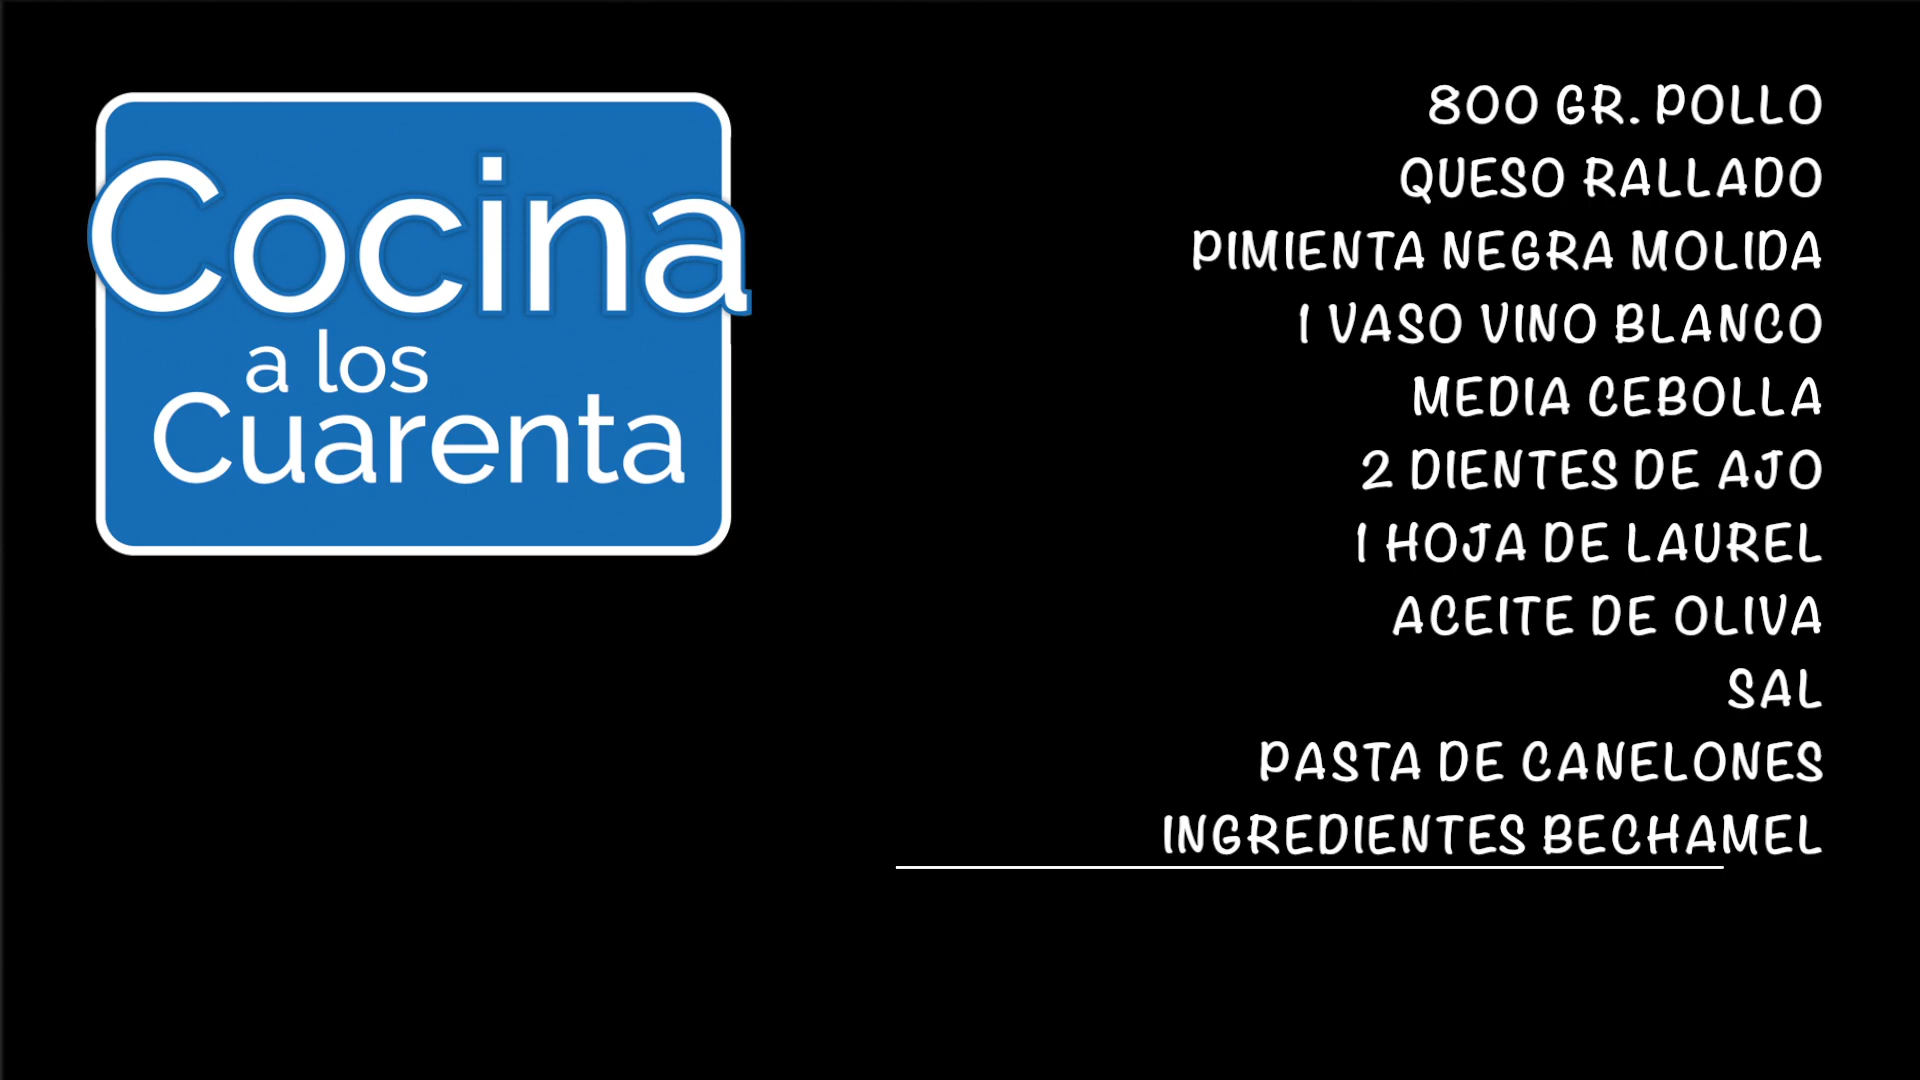 Cocina
a los
Cuarenta
800 GR. POLLO
QUESO RALLADO
PIMIENTA NEGRA MOLIDA
1 VASO VINO BLANCO
MEDIA CEBOLLA
2 DIENTES DE AJO
1 HOJA DE LAUREL
ACEITE DE OLIVA
SAL
PASTA DE CANELONES
INGREDIENTES BECHAMEL